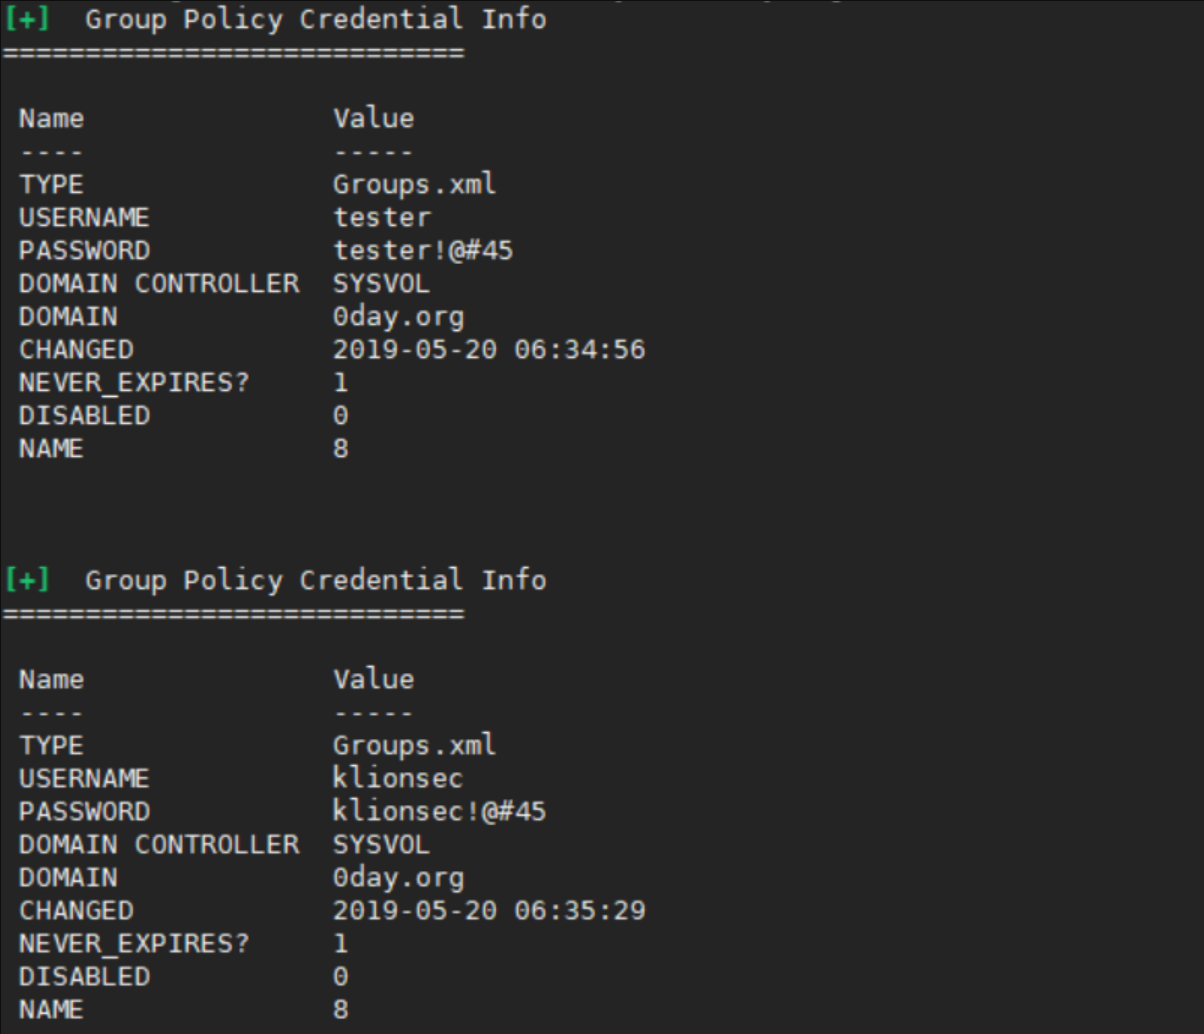 [+]  Group Policy Credential Info
============================
Name                Value
----                -----
TYPE                Groups.xml
USERNAME            tester
PASSWORD            tester!@#45
DOMAIN CONTROLLER   SYSVOL
DOMAIN              0day.org
CHANGED             2019-05-20 06:34:56
NEVER_EXPIRES?      1
DISABLED            0
NAME                8
[+]  Group Policy Credential Info
============================
Name                Value
----                -----
TYPE                Groups.xml
USERNAME            klionsec
PASSWORD            klionsec!@#45
DOMAIN CONTROLLER   SYSVOL
DOMAIN              0day.org
CHANGED             2019-05-20 06:35:29
NEVER_EXPIRES?      1
DISABLED            0
NAME                8